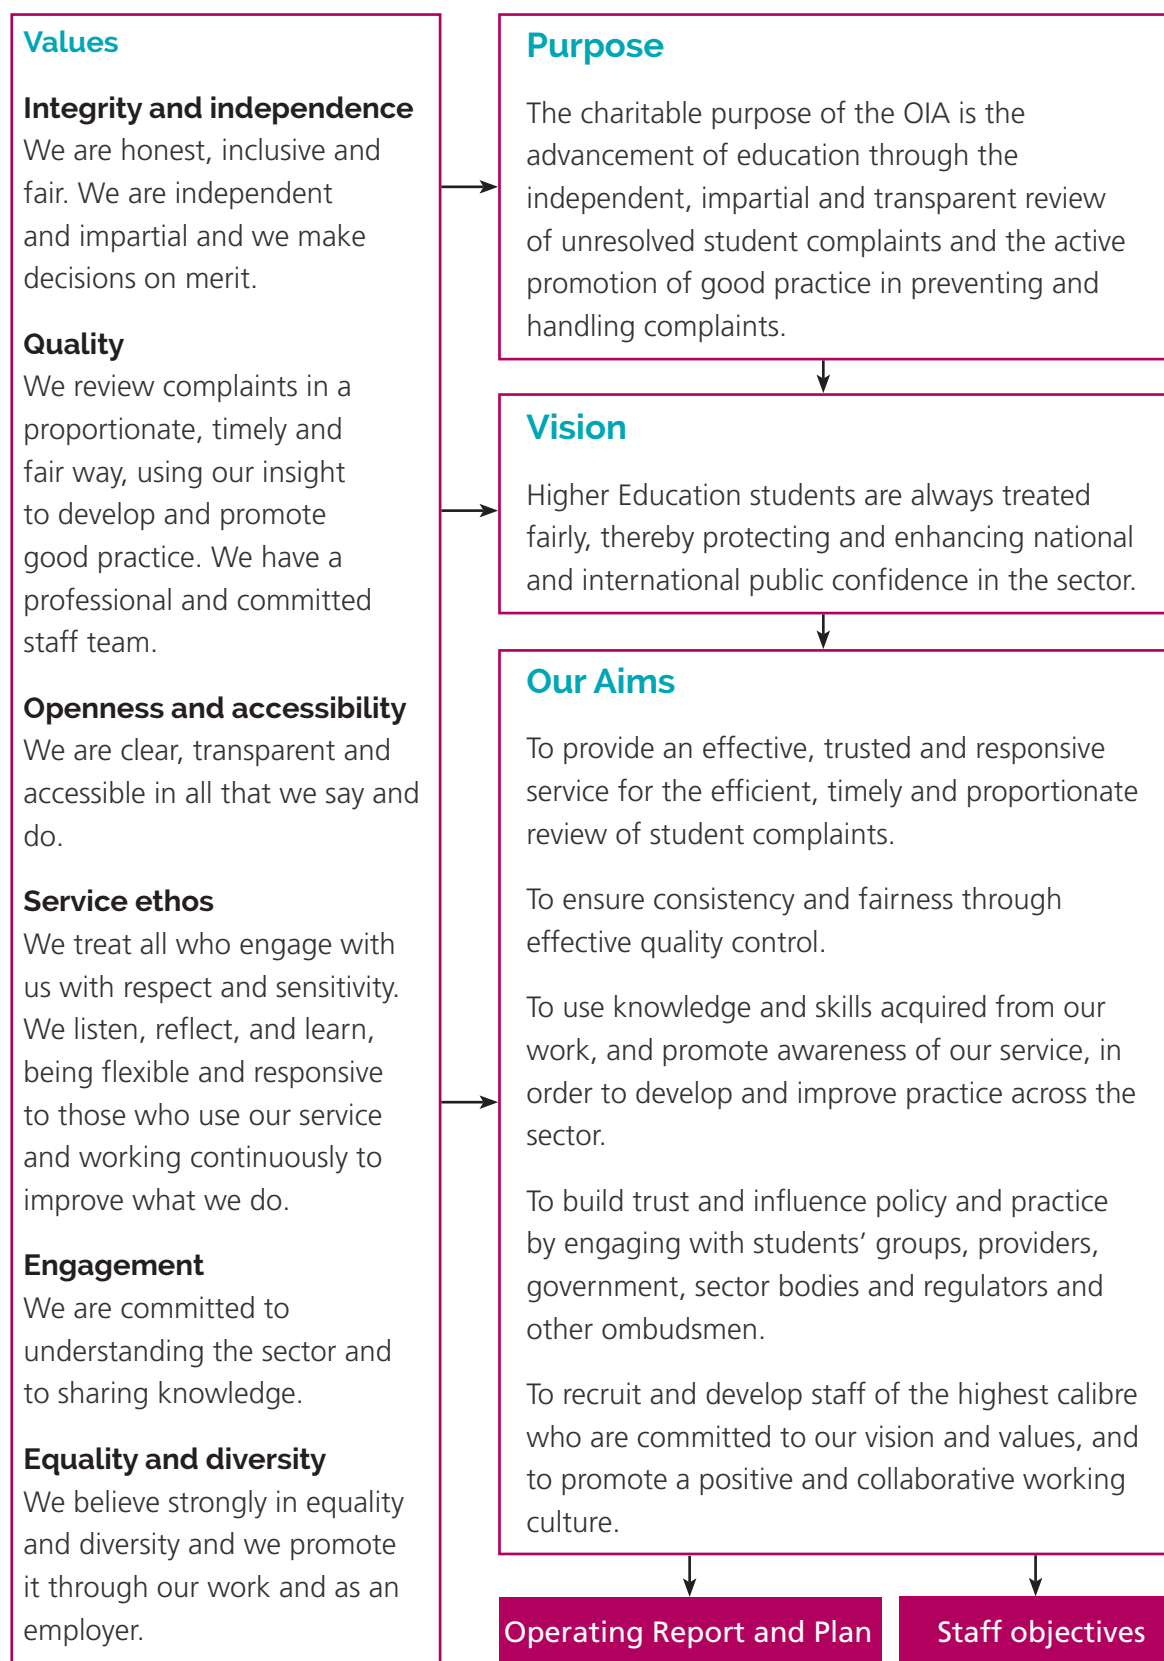 Values
Integrity and independence
We are honest, inclusive and
fair. We are independent
and impartial and we make
decisions on merit.
Quality
We review complaints in a
proportionate, timely and
fair way, using our insight
to develop and promote
good practice. We have a
professional and committed
staff team.
Openness and accessibility
We are clear, transparent and
accessible in all that we say and
do.
Service ethos
We treat all who engage with
us with respect and sensitivity.
We listen, reflect, and learn,
being flexible and responsive
to those who use our service
and working continuously to
improve what we do.
Engagement
We are committed to
understanding the sector and
to sharing knowledge.
Equality and diversity
We believe strongly in equality
and diversity and we promote
it through our work and as an
employer.
Purpose
The charitable purpose of the OIA is the
advancement of education through the
independent, impartial and transparent review
of unresolved student complaints and the active
promotion of good practice in preventing and
handling complaints.
Vision
Higher Education students are always treated
fairly, thereby protecting and enhancing national
and international public confidence in the sector.
Our Aims
To provide an effective, trusted and responsive
service for the efficient, timely and proportionate
review of student complaints.
To ensure consistency and fairness through
effective quality control.
To use knowledge and skills acquired from our
work, and promote awareness of our service, in
order to develop and improve practice across the
sector.
To build trust and influence policy and practice
by engaging with students’ groups, providers,
government, sector bodies and regulators and
other ombudsmen.
To recruit and develop staff of the highest calibre
who are committed to our vision and values, and
to promote a positive and collaborative working
culture.
Operating Report and Plan
Staff objectives